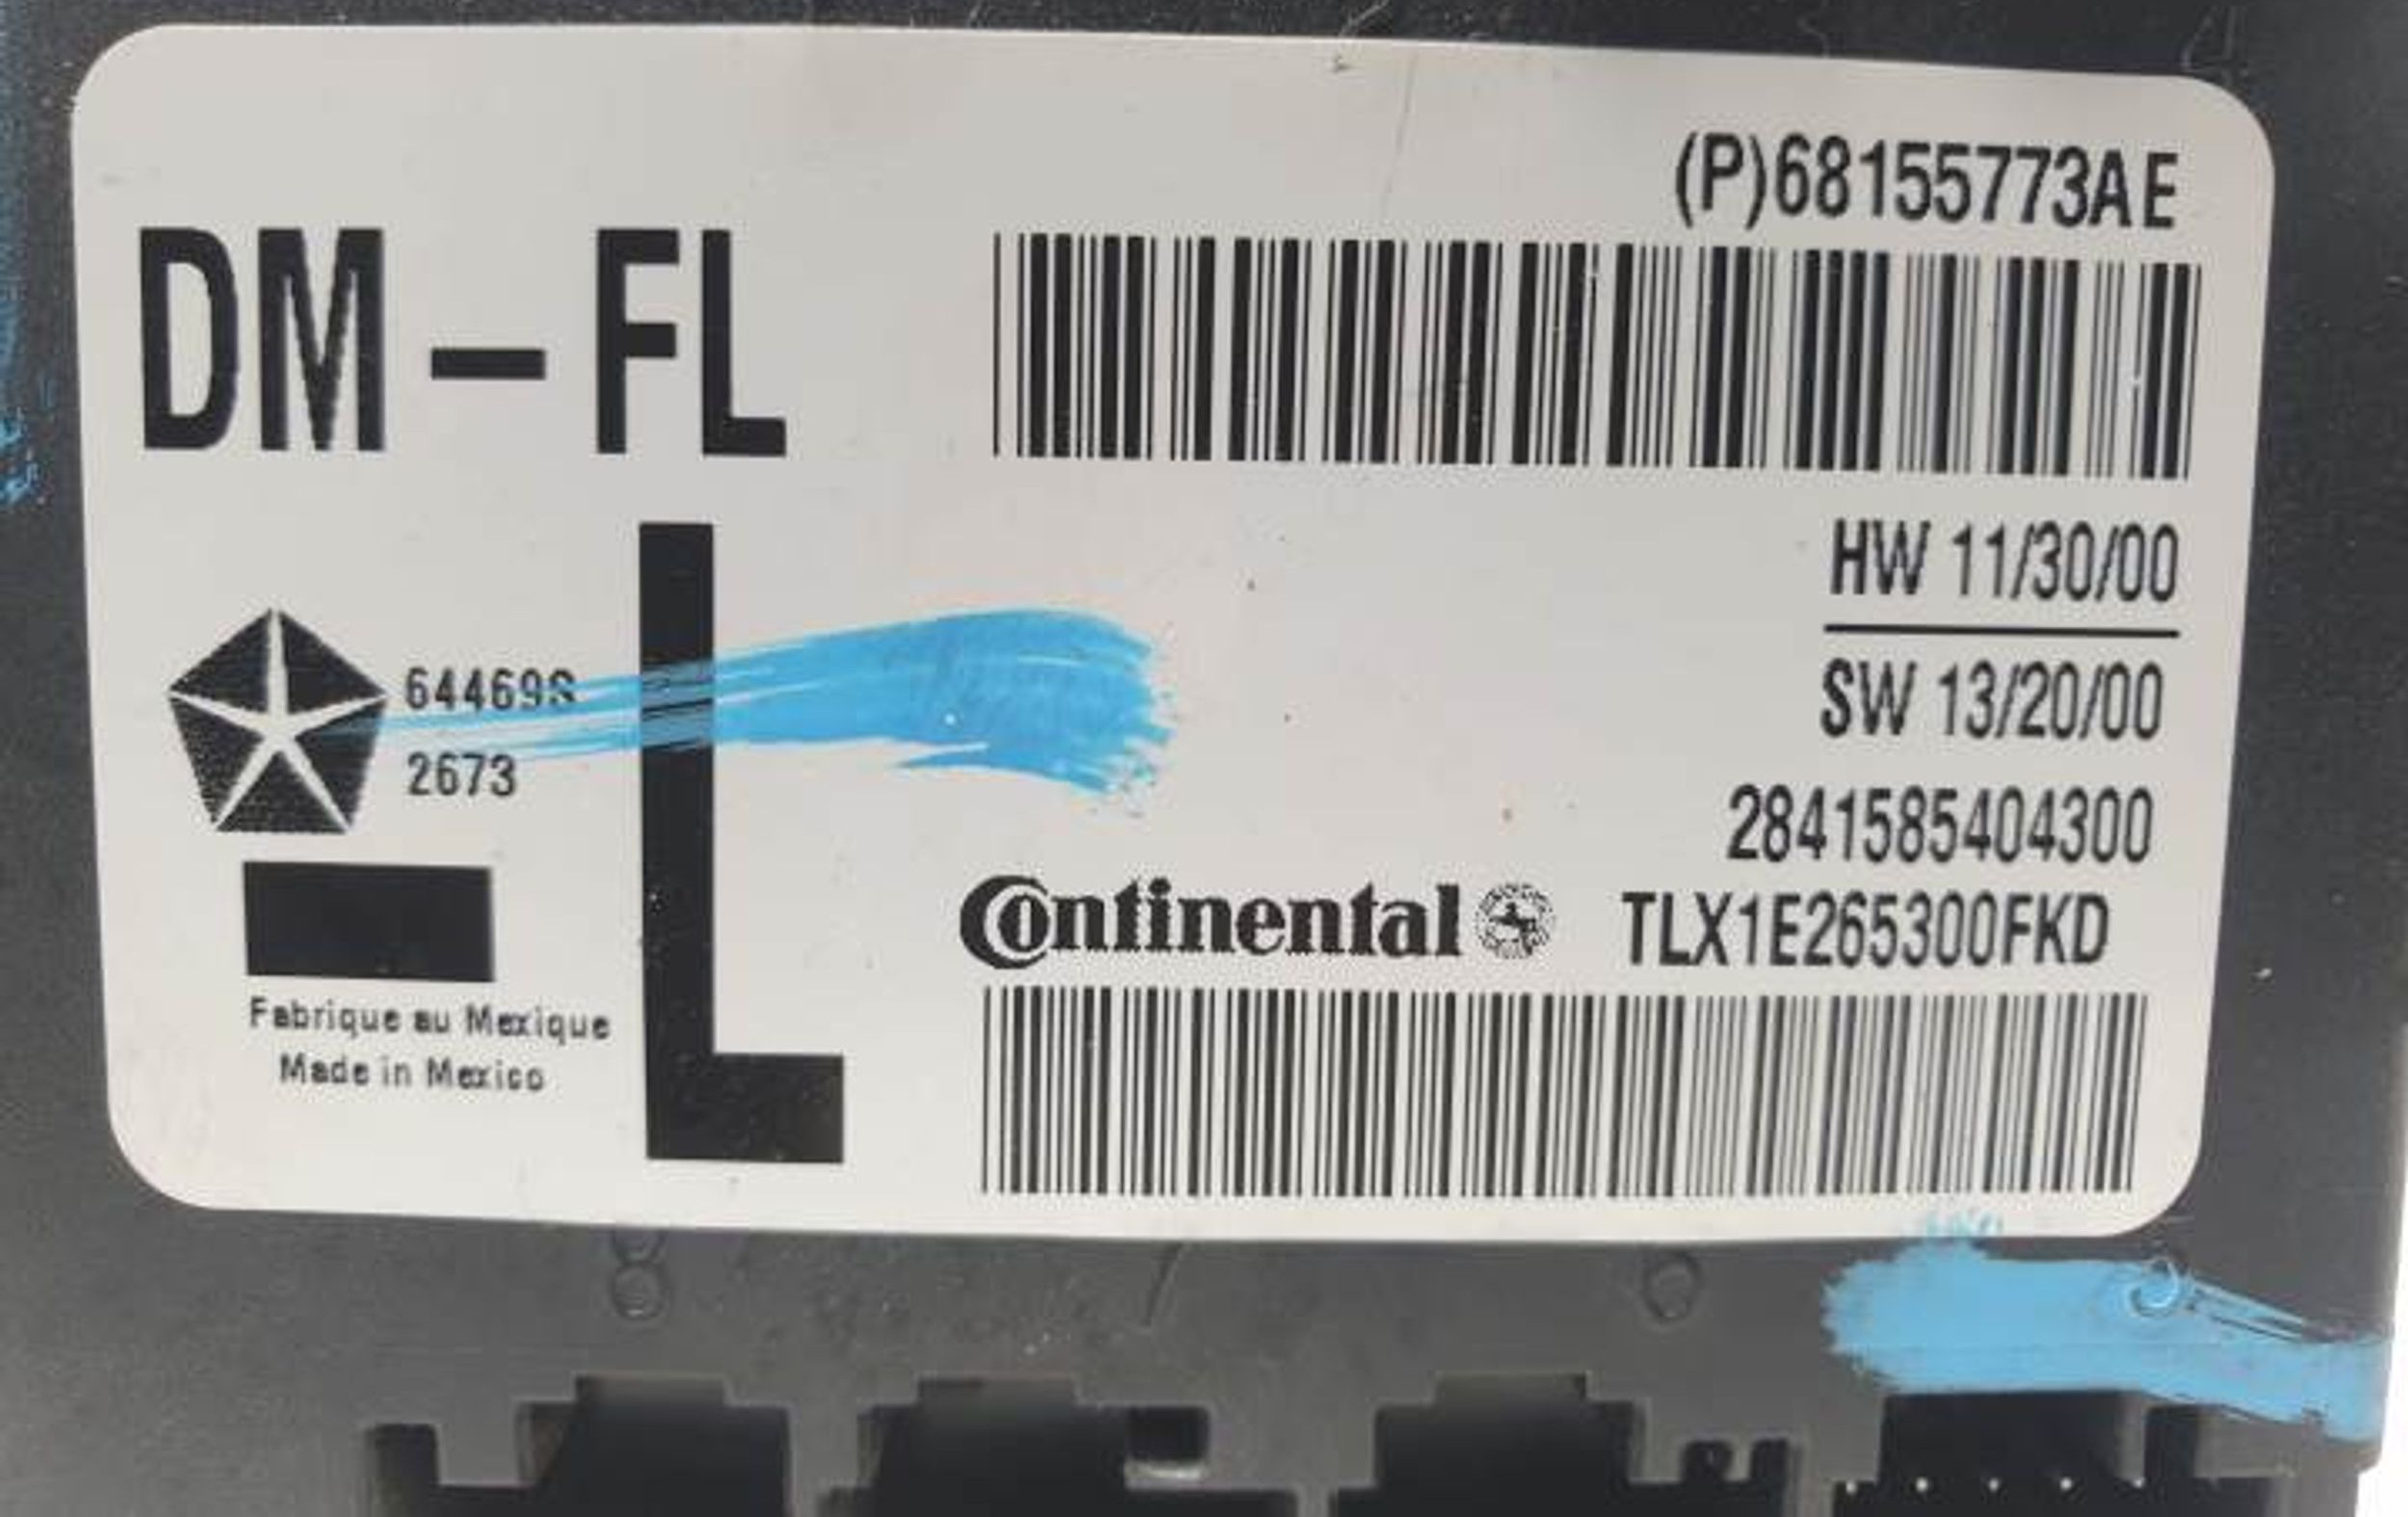 (P)68155773AE
DM – FL
HW 11/30/00
SW 13/20/00
64469S
2673
L
2841585404300
Continental TLX1E265300FKD
Fabrique au Mexique
Made in Mexico